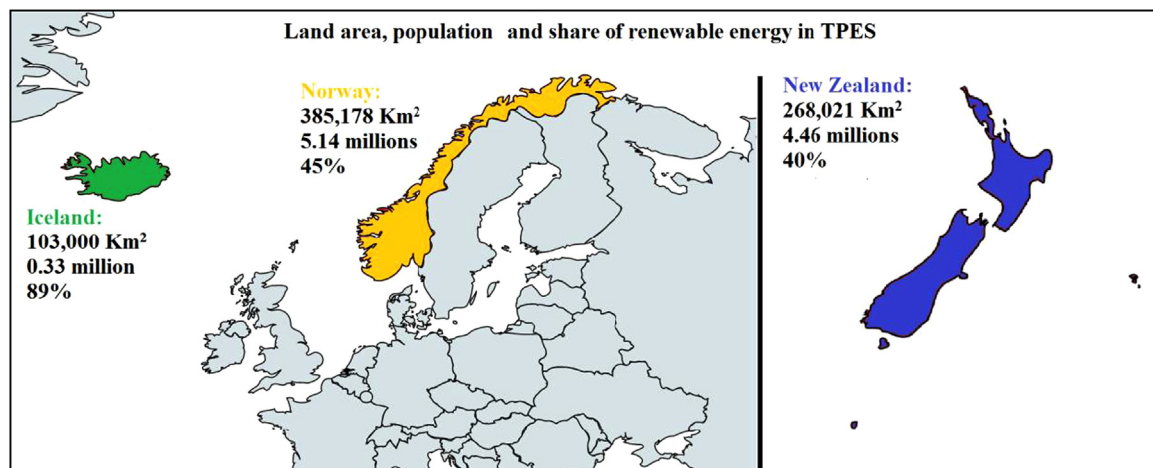 Land area, population and share of renewable energy in TPES
Norway:
385,178 Km²
5.14 millions
45%
New Zealand:
268,021 Km²
4.46 millions
40%
Iceland:
103,000 Km²
0.33 million
89%